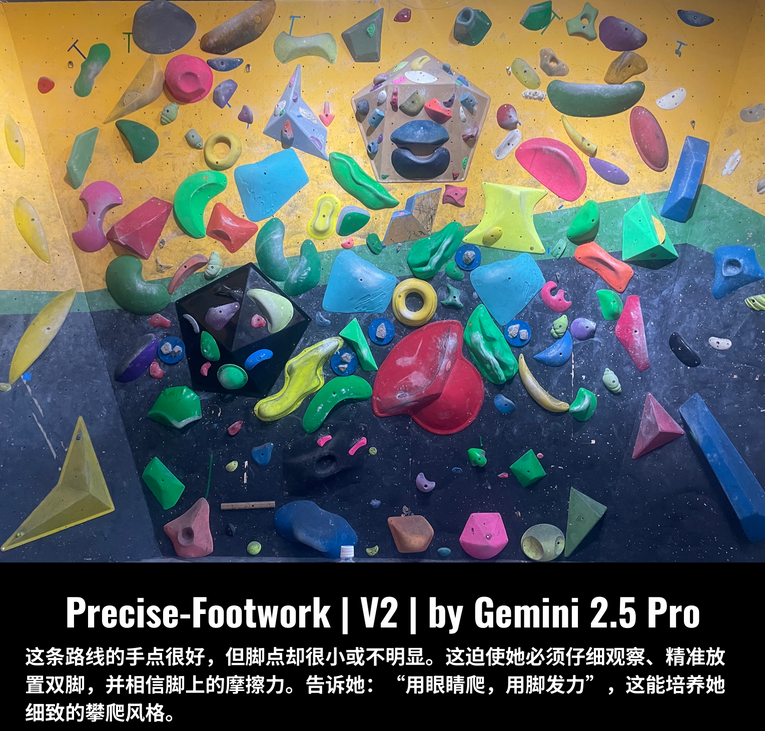 Precise-Footwork | V2 | by Gemini 2.5 Pro
这条路线的手点很好，但脚点却很小或不明显。这迫使她必须仔细观察、精准放
置双脚，并相信脚上的摩擦力。告诉她：“用眼睛爬，用脚发力”，这能培养她
细致的攀爬风格。